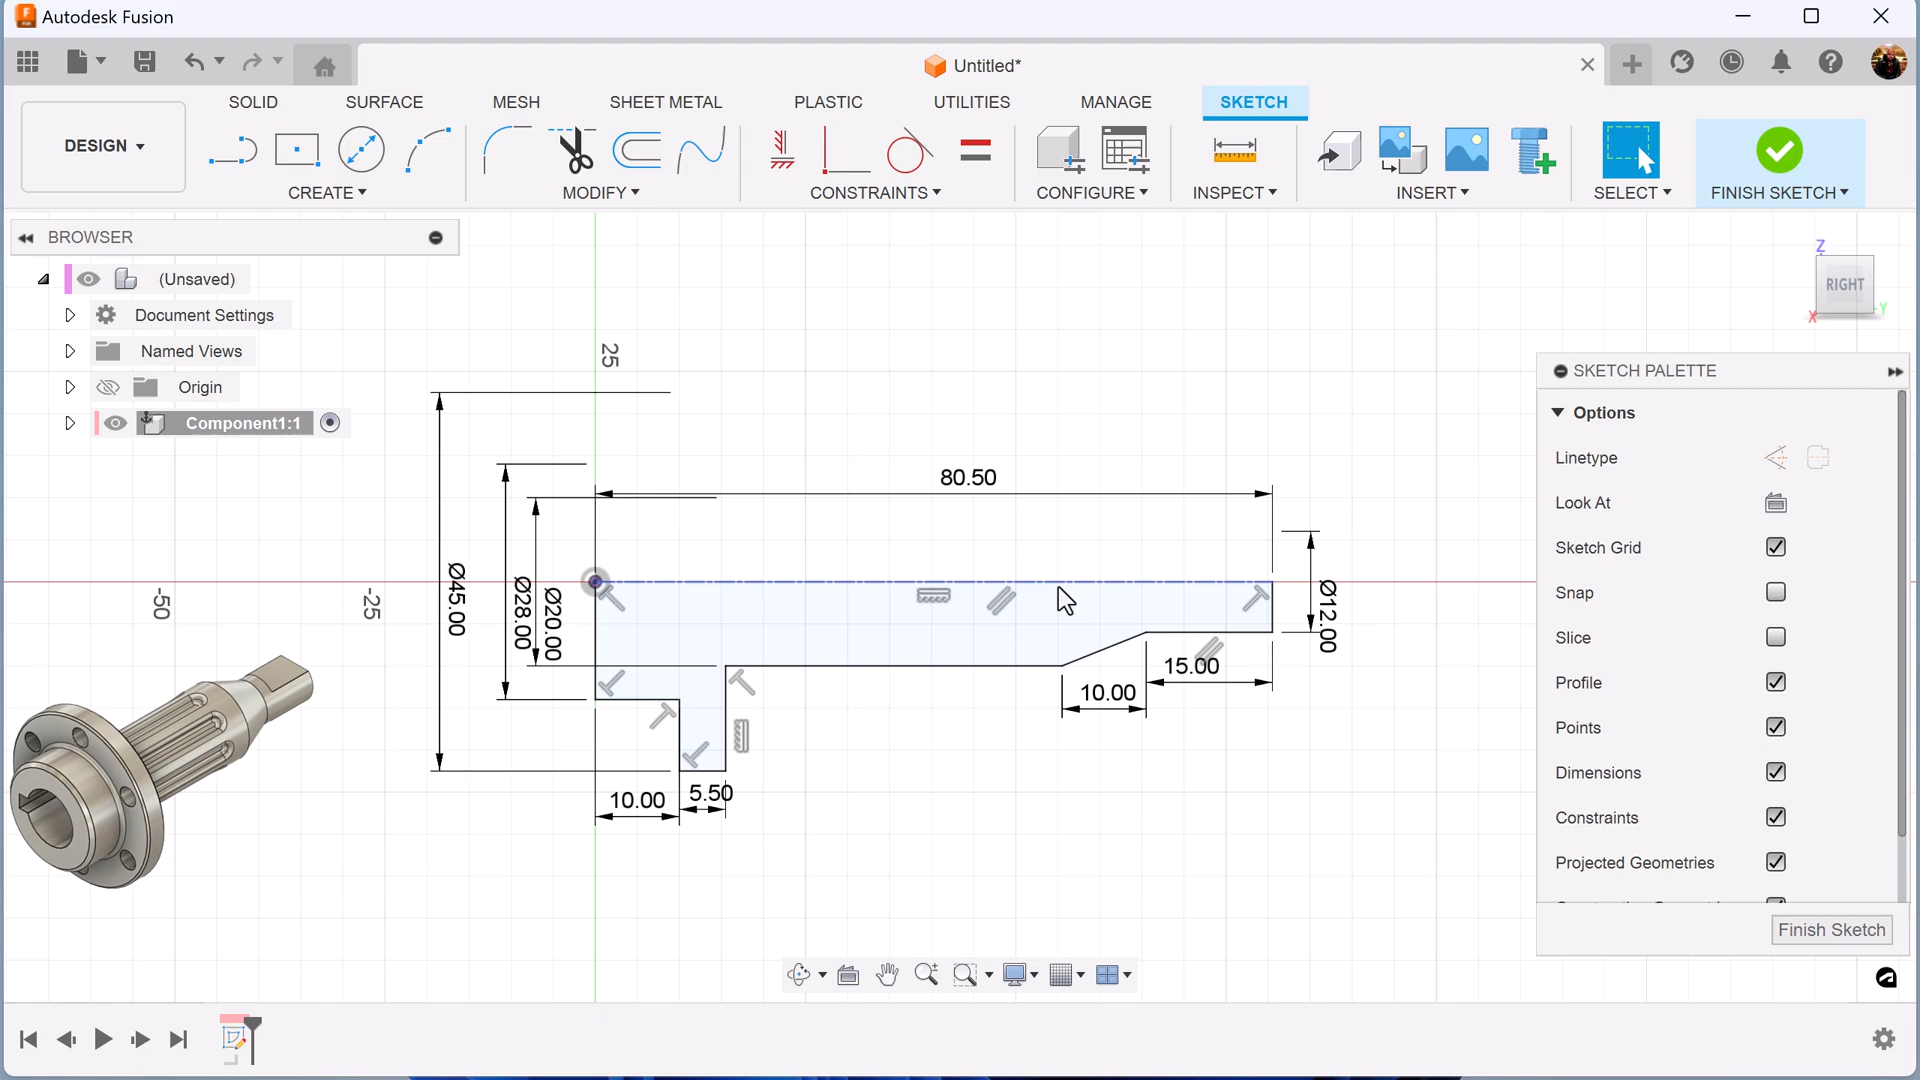 Autodesk Fusion
Untitled*
SOLID SURFACE MESH SHEET METAL PLASTIC UTILITIES MANAGE SKETCH
DESIGN
CREATE MODIFY CONSTRAINTS CONFIGURE INSPECT INSERT SELECT FINISH SKETCH
BROWSER
(Unsaved)
Document Settings
Named Views
Origin
Component1:1
Z
RIGHT
X
Y
25
-50
-25
80.50
Ø45.00
Ø28.00
Ø20.00
Ø12.00
15.00
10.00
10.00
5.50
SKETCH PALETTE
Options
Linetype
Look At
Sketch Grid
Snap
Slice
Profile
Points
Dimensions
Constraints
Projected Geometries
Finish Sketch